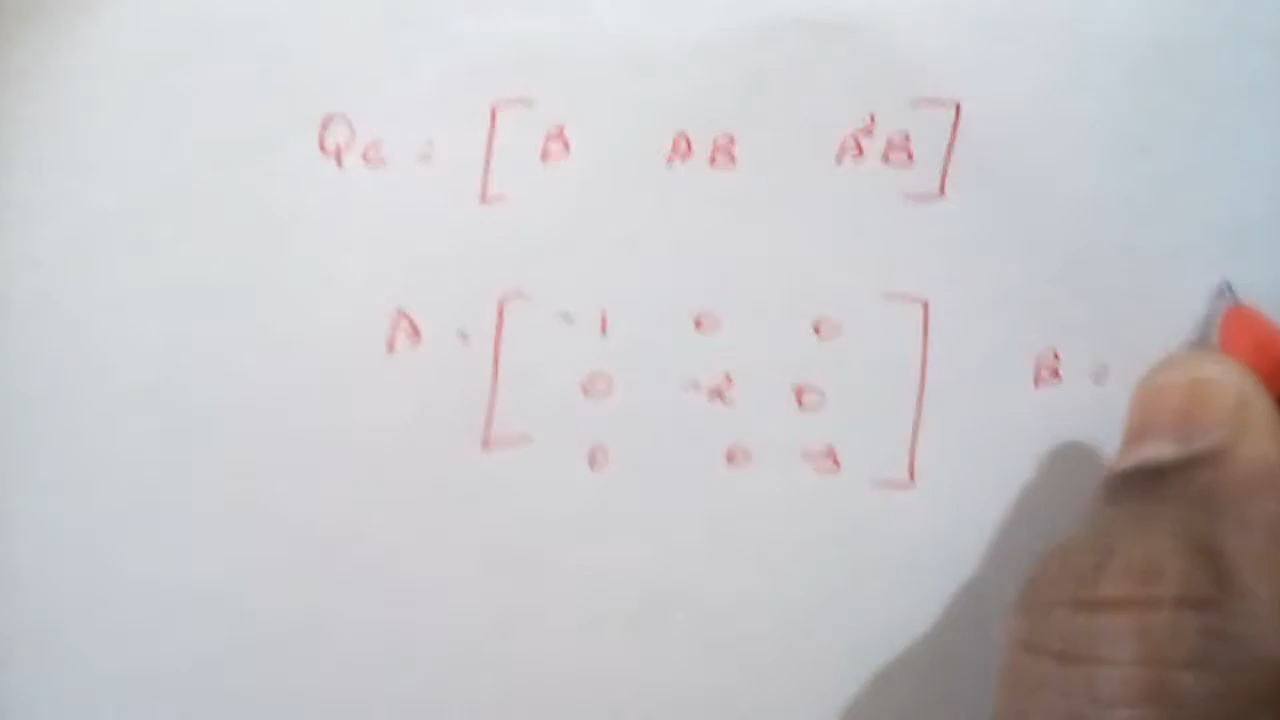 Qc = [ B AB A²B ]
A = [ -1 0 0
0 -2 0
0 0 -3 ]
B =